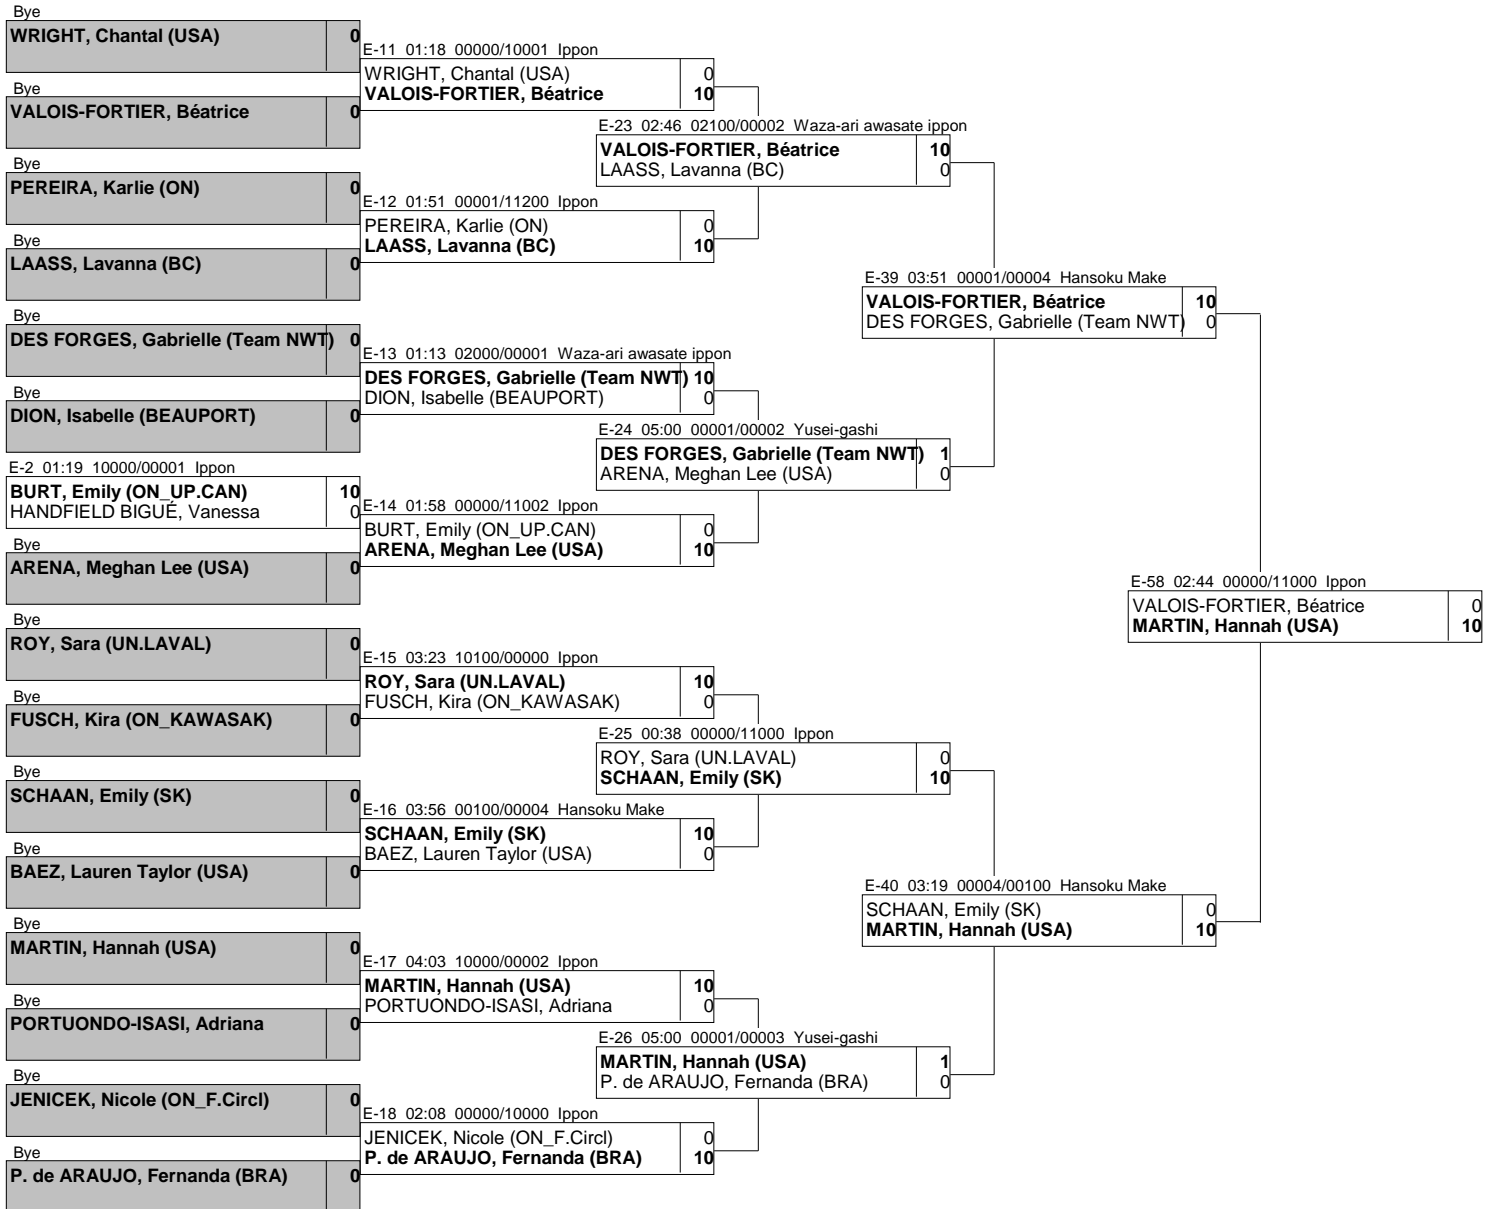 Bye
WRIGHT, Chantal (USA) 0
Bye
VALOIS-FORTIER, Béatrice 0
Bye
PEREIRA, Karlie (ON) 0
Bye
LAASS, Lavanna (BC) 0
Bye
DES FORGES, Gabrielle (Team NWT) 0
Bye
DION, Isabelle (BEAUPORT) 0
E-2 01:19 10000/00001 Ippon
BURT, Emily (ON_UP.CAN) 10
HANDFIELD BIGUÉ, Vanessa 0
Bye
ARENA, Meghan Lee (USA) 0
Bye
ROY, Sara (UN.LAVAL) 0
Bye
FUSCH, Kira (ON_KAWASAK) 0
Bye
SCHAAN, Emily (SK) 0
Bye
BAEZ, Lauren Taylor (USA) 0
Bye
MARTIN, Hannah (USA) 0
Bye
PORTUONDO-ISASI, Adriana 0
Bye
JENICEK, Nicole (ON_F.Circl) 0
Bye
P. de ARAUJO, Fernanda (BRA) 0
E-11 01:18 00000/10001 Ippon
WRIGHT, Chantal (USA) 0
VALOIS-FORTIER, Béatrice 10
E-12 01:51 00001/11200 Ippon
PEREIRA, Karlie (ON) 0
LAASS, Lavanna (BC) 10
E-13 01:13 02000/00001 Waza-ari awasate ippon
DES FORGES, Gabrielle (Team NWT) 10
DION, Isabelle (BEAUPORT) 0
E-14 01:58 00000/11002 Ippon
BURT, Emily (ON_UP.CAN) 0
ARENA, Meghan Lee (USA) 10
E-15 03:23 10100/00000 Ippon
ROY, Sara (UN.LAVAL) 10
FUSCH, Kira (ON_KAWASAK) 0
E-16 03:56 00100/00004 Hansoku Make
SCHAAN, Emily (SK) 10
BAEZ, Lauren Taylor (USA) 0
E-17 04:03 10000/00002 Ippon
MARTIN, Hannah (USA) 10
PORTUONDO-ISASI, Adriana 0
E-18 02:08 00000/10000 Ippon
JENICEK, Nicole (ON_F.Circl) 0
P. de ARAUJO, Fernanda (BRA) 10
E-23 02:46 02100/00002 Waza-ari awasate ippon
VALOIS-FORTIER, Béatrice 10
LAASS, Lavanna (BC) 0
E-24 05:00 00001/00002 Yusei-gashi
DES FORGES, Gabrielle (Team NWT) 1
ARENA, Meghan Lee (USA) 0
E-25 00:38 00000/11000 Ippon
ROY, Sara (UN.LAVAL) 0
SCHAAN, Emily (SK) 10
E-26 05:00 00001/00003 Yusei-gashi
MARTIN, Hannah (USA) 1
P. de ARAUJO, Fernanda (BRA) 0
E-39 03:51 00001/00004 Hansoku Make
VALOIS-FORTIER, Béatrice 10
DES FORGES, Gabrielle (Team NWT) 0
E-40 03:19 00004/00100 Hansoku Make
SCHAAN, Emily (SK) 0
MARTIN, Hannah (USA) 10
E-58 02:44 00000/11000 Ippon
VALOIS-FORTIER, Béatrice 0
MARTIN, Hannah (USA) 10